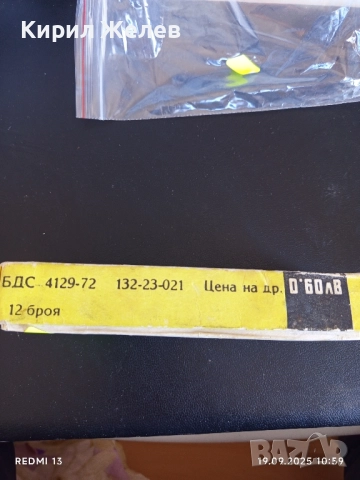 Кирил Желев
БДС 4129-72 132-23-021 Цена на др. 0.60лв
12 броя
REDMI 13
19.09.2025 10:59
BAZAR